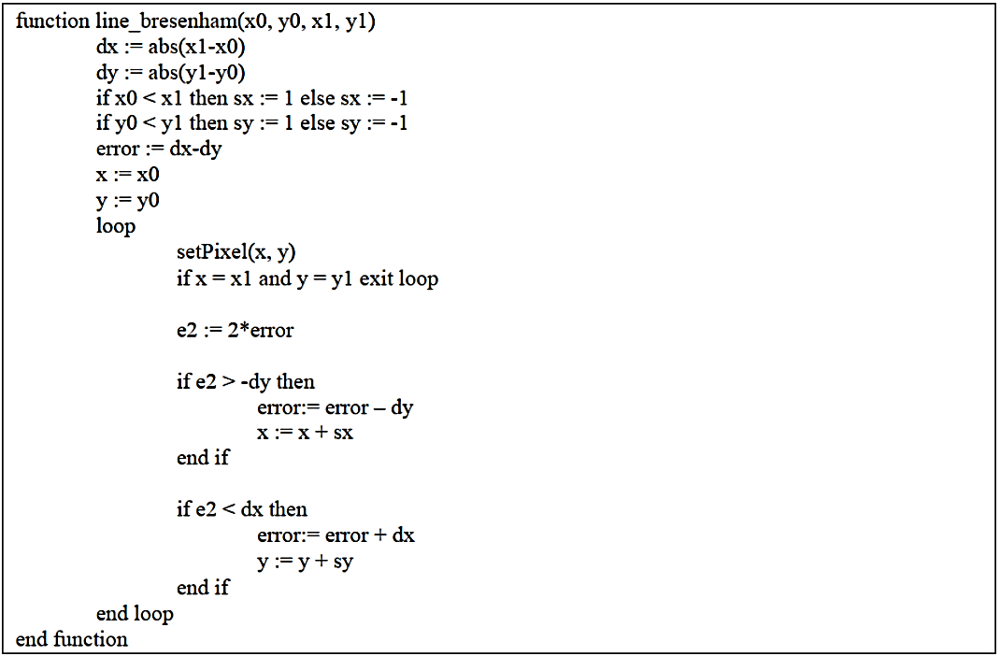 function line_bresenham(x0, y0, x1, y1)
dx := abs(x1-x0)
dy := abs(y1-y0)
if x0 < x1 then sx := 1 else sx := -1
if y0 < y1 then sy := 1 else sy := -1
error := dx-dy
x := x0
y := y0
loop
setPixel(x, y)
if x = x1 and y = y1 exit loop
e2 := 2*error
if e2 > -dy then
error:= error – dy
x := x + sx
end if
if e2 < dx then
error:= error + dx
y := y + sy
end if
end loop
end function